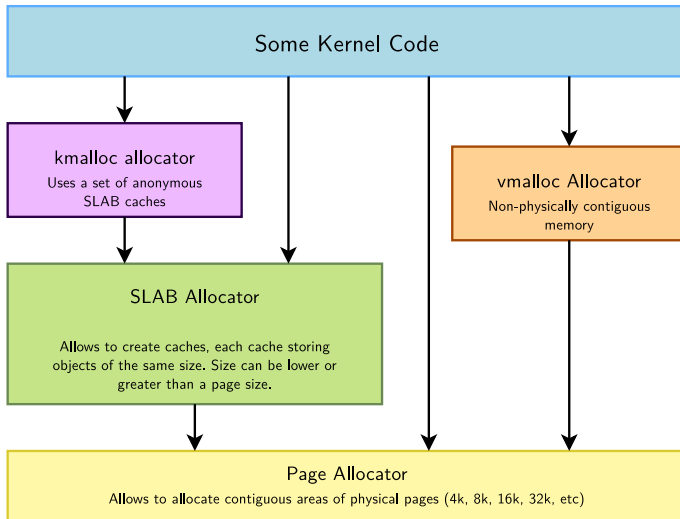 Some Kernel Code
kmalloc allocator
Uses a set of anonymous
SLAB caches
vmalloc Allocator
Non-physically contiguous
memory
SLAB Allocator
Allows to create caches, each cache storing
objects of the same size. Size can be lower or
greater than a page size.
Page Allocator
Allows to allocate contiguous areas of physical pages (4k, 8k, 16k, 32k, etc)